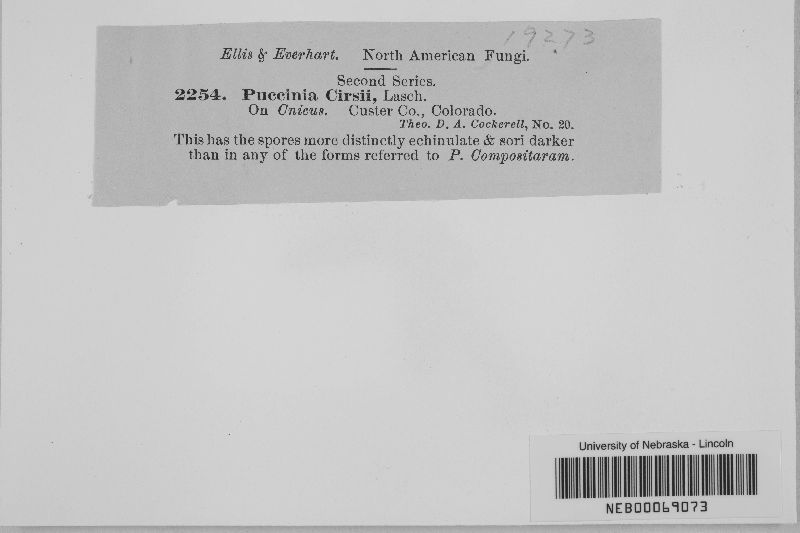 19273
Ellis & Everhart. North American Fungi.
Second Series.
2254. Puccinia Cirsii, Lasch.
On Cnicus. Custer Co., Colorado.
Theo. D. A. Cockerell, No. 20.
This has the spores more distinctly echinulate & sori darker
than in any of the forms referred to P. Compositaram.
University of Nebraska - Lincoln
NEB00069073